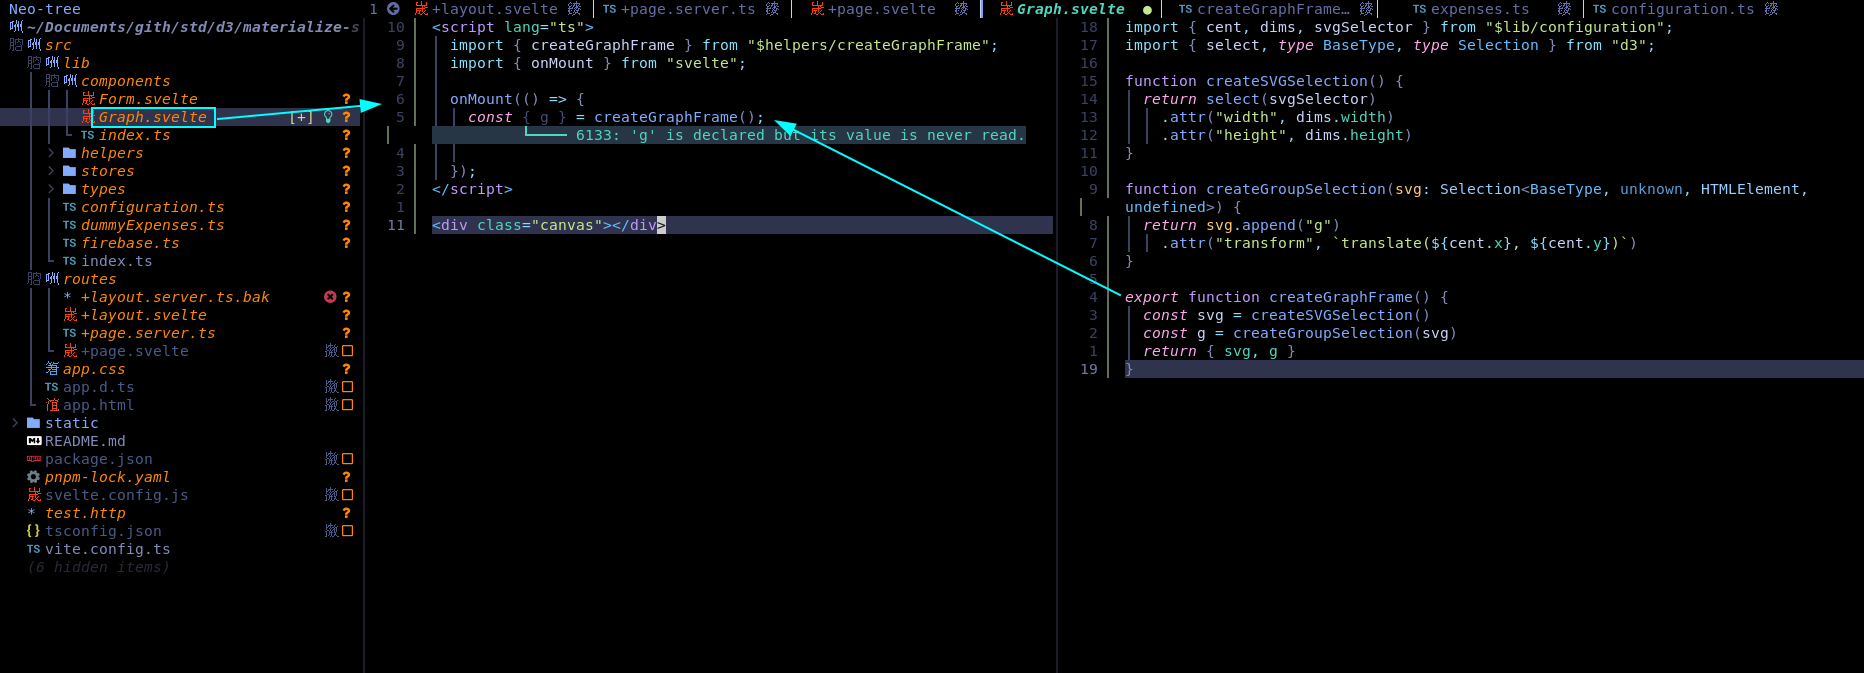 Neo-tree
~/Documents/gith/std/d3/materialize-s
src
lib
components
Form.svelte ?
Graph.svelte [+] ?
TS index.ts ?
helpers ?
stores ?
types ?
TS configuration.ts ?
TS dummyExpenses.ts ?
TS firebase.ts ?
TS index.ts
routes
* +layout.server.ts.bak ?
+layout.svelte ?
TS +page.server.ts ?
+page.svelte
app.css ?
TS app.d.ts
app.html
static
README.md
package.json
pnpm-lock.yaml ?
svelte.config.js
* test.http ?
{} tsconfig.json
TS vite.config.ts
(6 hidden items)
1 +layout.svelte TS +page.server.ts +page.svelte Graph.svelte ● TS createGraphFrame… TS expenses.ts TS configuration.ts
10 <script lang="ts">
9 import { createGraphFrame } from "$helpers/createGraphFrame";
8 import { onMount } from "svelte";
7
6 onMount(() => {
5 const { g } = createGraphFrame();
6133: 'g' is declared but its value is never read.
4
3 });
2 </script>
1
11 <div class="canvas"></div>
18 import { cent, dims, svgSelector } from "$lib/configuration";
17 import { select, type BaseType, type Selection } from "d3";
16
15 function createSVGSelection() {
14 return select(svgSelector)
13 .attr("width", dims.width)
12 .attr("height", dims.height)
11 }
10
9 function createGroupSelection(svg: Selection<BaseType, unknown, HTMLElement,
undefined>) {
8 return svg.append("g")
7 .attr("transform", `translate(${cent.x}, ${cent.y})`)
6 }
5
4 export function createGraphFrame() {
3 const svg = createSVGSelection()
2 const g = createGroupSelection(svg)
1 return { svg, g }
19 }